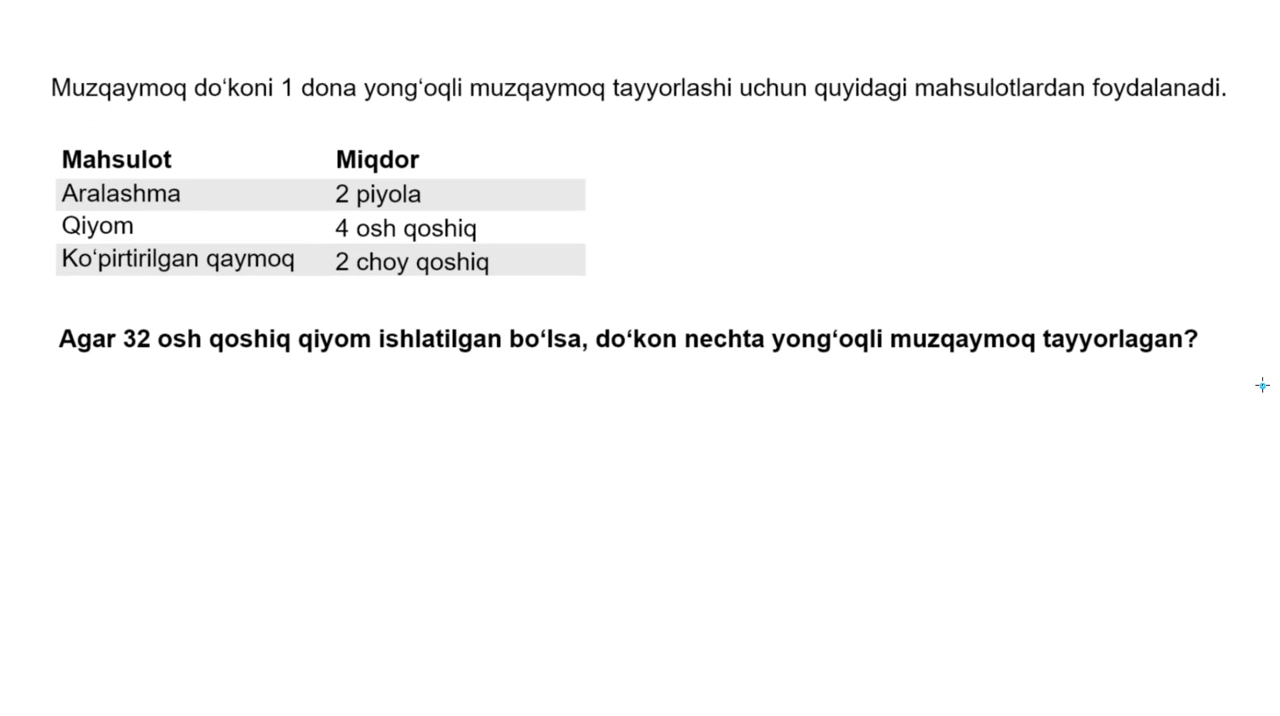 Muzqaymoq do‘koni 1 dona yong‘oqli muzqaymoq tayyorlashi uchun quyidagi mahsulotlardan foydalanadi.
Mahsulot Miqdor
Aralashma 2 piyola
Qiyom 4 osh qoshiq
Ko‘pirtirilgan qaymoq 2 choy qoshiq
Agar 32 osh qoshiq qiyom ishlatilgan bo‘lsa, do‘kon nechta yong‘oqli muzqaymoq tayyorlagan?